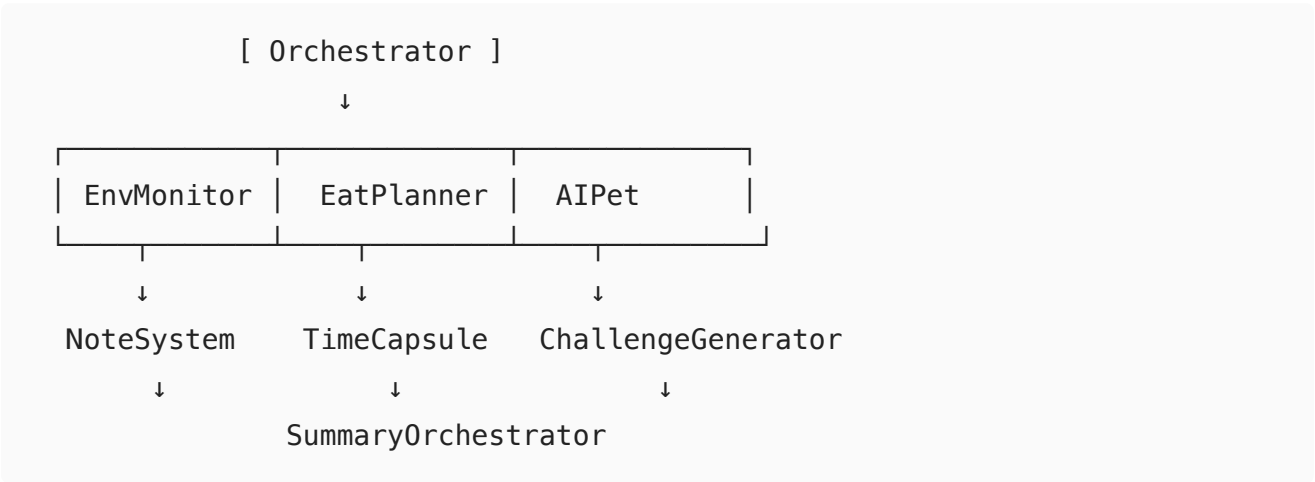 [ Orchestrator ]
↓
┌─────────────┬──────────────┬──────────────┐
│ EnvMonitor │ EatPlanner │ AIPet │
└─────┬───────┴─────┬────────┴─────┬─────────┘
↓ ↓ ↓
NoteSystem TimeCapsule ChallengeGenerator
↓ ↓ ↓
SummaryOrchestrator